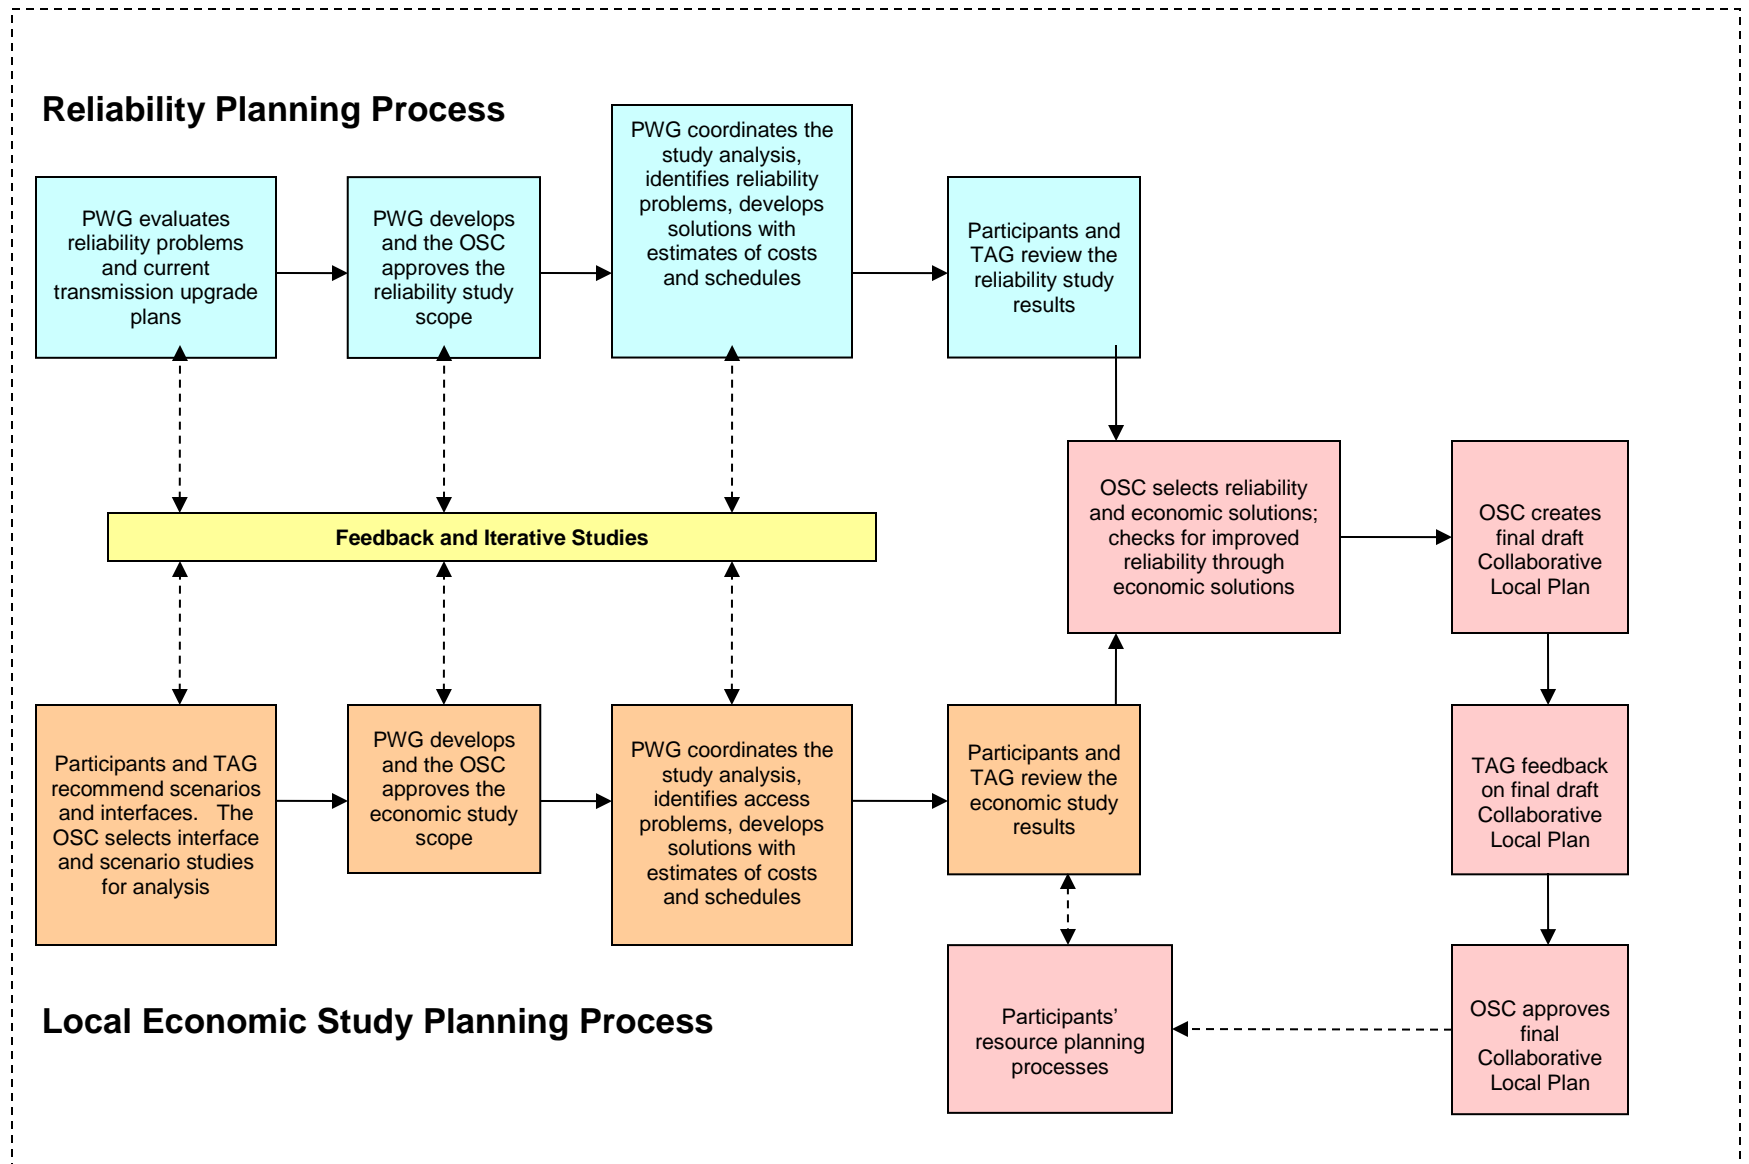 Reliability Planning Process
PWG evaluates
reliability problems
and current
transmission upgrade
plans
PWG develops
and the OSC
approves the
reliability study
scope
PWG coordinates the
study analysis,
identifies reliability
problems, develops
solutions with
estimates of costs
and schedules
Participants and
TAG review the
reliability study
results
Feedback and Iterative Studies
OSC selects reliability
and economic solutions;
checks for improved
reliability through
economic solutions
OSC creates
final draft
Collaborative
Local Plan
Participants and TAG
recommend scenarios
and interfaces.   The
OSC selects interface
and scenario studies
for analysis
PWG develops
and the OSC
approves the
economic study
scope
PWG coordinates the
study analysis,
identifies access
problems, develops
solutions with
estimates of costs
and schedules
Participants and
TAG review the
economic study
results
TAG feedback
on final draft
Collaborative
Local Plan
Local Economic Study Planning Process
Participants’
resource planning
processes
OSC approves
final
Collaborative
Local Plan